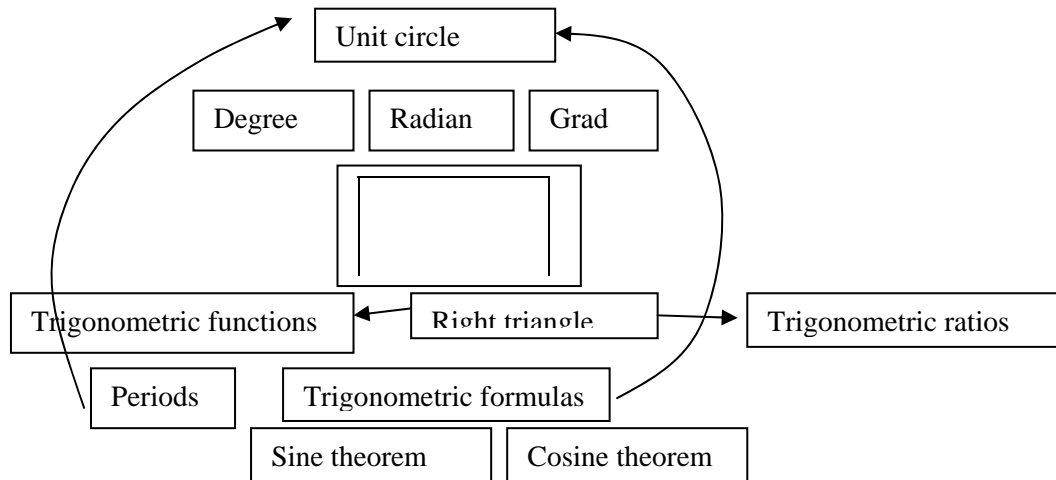 Unit circle
Degree Radian Grad
Trigonometric functions Right triangle Trigonometric ratios
Periods Trigonometric formulas
Sine theorem Cosine theorem